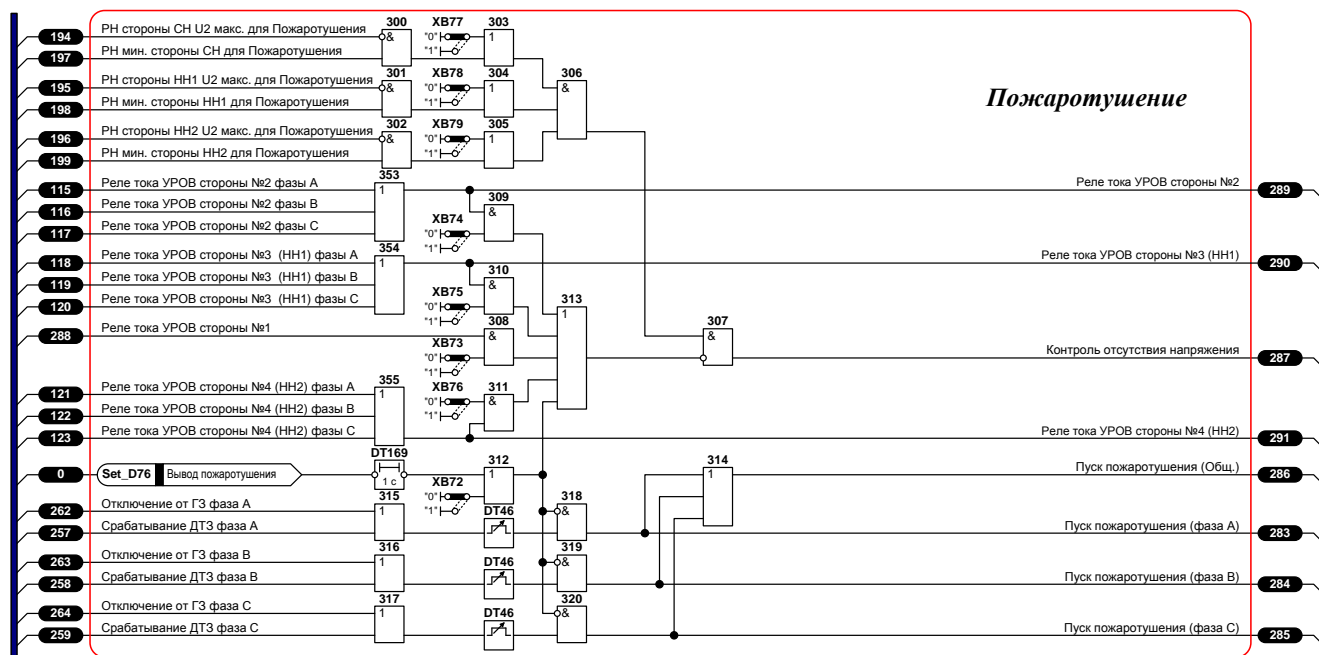 Пожаротушение
194 РН стороны СН U2 макс. для Пожаротушения 300 & XB77 "0" "1" 303 1
197 РН мин. стороны СН для Пожаротушения
195 РН стороны НН1 U2 макс. для Пожаротушения 301 & XB78 "0" "1" 304 1 306 &
198 РН мин. стороны НН1 для Пожаротушения
196 РН стороны НН2 U2 макс. для Пожаротушения 302 & XB79 "0" "1" 305 1
199 РН мин. стороны НН2 для Пожаротушения
115 Реле тока УРОВ стороны №2 фазы А 353 1 Реле тока УРОВ стороны №2 289
116 Реле тока УРОВ стороны №2 фазы В 309 &
117 Реле тока УРОВ стороны №2 фазы С XB74 "0" "1"
118 Реле тока УРОВ стороны №3 (НН1) фазы А 354 1 Реле тока УРОВ стороны №3 (НН1) 290
119 Реле тока УРОВ стороны №3 (НН1) фазы В 310 &
120 Реле тока УРОВ стороны №3 (НН1) фазы С XB75 "0" "1" 313 1
288 Реле тока УРОВ стороны №1 308 & 307 &
XB73 "0" "1" Контроль отсутствия напряжения 287
121 Реле тока УРОВ стороны №4 (НН2) фазы А 355 1 XB76 "0" "1" 311 &
122 Реле тока УРОВ стороны №4 (НН2) фазы В
123 Реле тока УРОВ стороны №4 (НН2) фазы С Реле тока УРОВ стороны №4 (НН2) 291
0 Set_D76 Вывод пожаротушения DT169 1 с 312 1 314 1 Пуск пожаротушения (Общ.) 286
XB72 "0" "1"
262 Отключение от ГЗ фаза А 315 1 318 &
257 Срабатывание ДТЗ фаза А DT46 Пуск пожаротушения (фаза А) 283
263 Отключение от ГЗ фаза В 316 1 319 &
258 Срабатывание ДТЗ фаза В DT46 Пуск пожаротушения (фаза В) 284
264 Отключение от ГЗ фаза С 317 1 320 &
259 Срабатывание ДТЗ фаза С DT46 Пуск пожаротушения (фаза С) 285